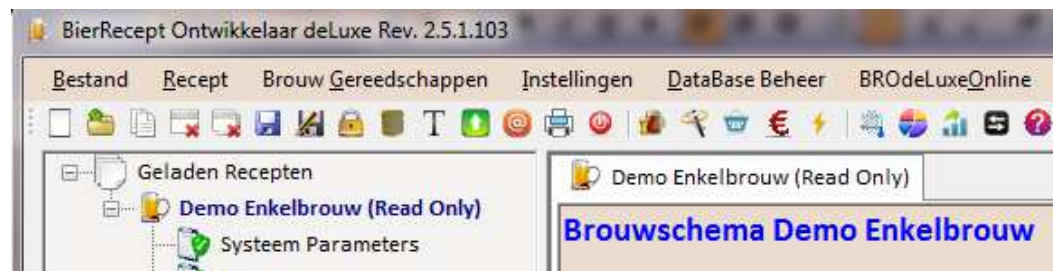 BierRecept Ontwikkelaar deLuxe Rev. 2.5.1.103
Bestand Recept Brouw Gereedschappen Instellingen DataBase Beheer BROdeLuxeOnline
T € ?
Geladen Recepten
Demo Enkelbrouw (Read Only)
Systeem Parameters
Demo Enkelbrouw (Read Only)
Brouwschema Demo Enkelbrouw